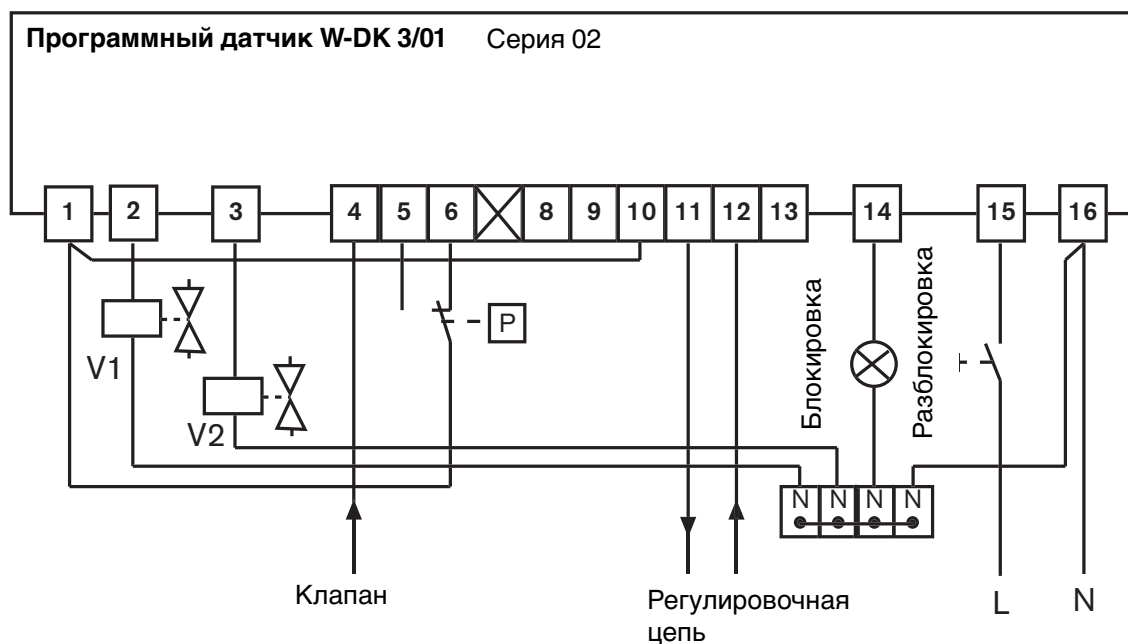 Программный датчик W-DK 3/01 Серия 02
1 2 3 4 5 6 8 9 10 11 12 13 14 15 16
P
V1
V2
Блокировка
Разблокировка
N N N N
Клапан
Регулировочная
цепь
L N